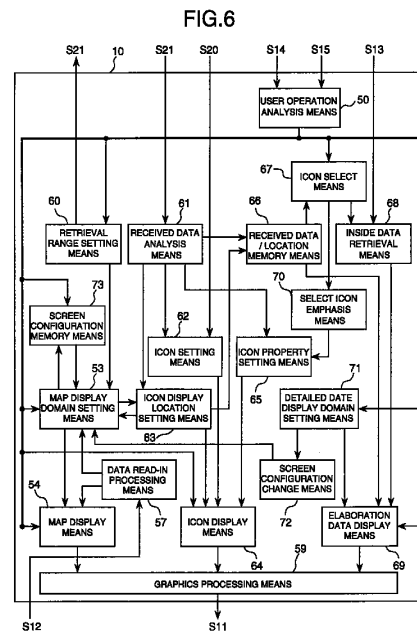 FIG.6
10
S21 S21 S20 S14 S15 S13
USER OPERATION
ANALYSIS MEANS
50
67
ICON SELECT
MEANS
60 61 66 68
RETRIEVAL
RANGE SETTING
MEANS
RECEIVED DATA
ANALYSIS
MEANS
RECEIVED DATA
/ LOCATION
MEMORY MEANS
INSIDE DATA
RETRIEVAL
MEANS
73
SCREEN
CONFIGURATION
MEMORY MEANS
70
SELECT ICON
EMPHASIS
MEANS
62
ICON SETTING
MEANS
ICON PROPERTY
SETTING MEANS
65
53
MAP DISPLAY
DOMAIN SETTING
MEANS
ICON DISPLAY
LOCATION
SETTING MEANS
63
71
DETAILED DATE
DISPLAY DOMAIN
SETTING MEANS
DATA READ-IN
PROCESSING
MEANS
57
SCREEN
CONFIGURATION
CHANGE MEANS
72
54
MAP DISPLAY
MEANS
ICON DISPLAY
MEANS
64
ELABORATION
DATA DISPLAY
MEANS
69
59
GRAPHICS PROCESSING MEANS
S12 S11